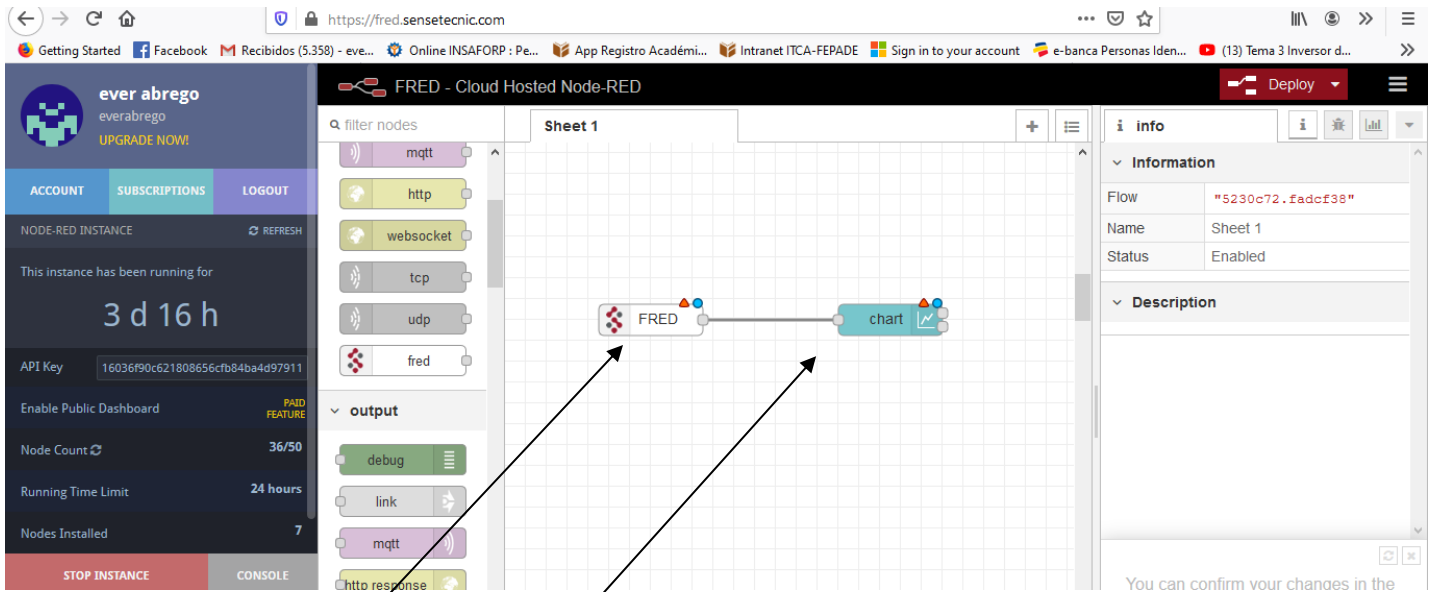 https://fred.sensetecnic.com
Getting Started Facebook Recibidos (5.358) - eve... Online INSAFORP : Pe... App Registro Académi... Intranet ITCA-FEPADE Sign in to your account e-banca Personas Iden... (13) Tema 3 Inversor d...
ever abrego
everabrego
UPGRADE NOW!
ACCOUNT SUBSCRIPTIONS LOGOUT
NODE-RED INSTANCE REFRESH
This instance has been running for
3 d 16 h
API Key 16036f90c621808656cfb84ba4d97911
Enable Public Dashboard PAID FEATURE
Node Count 36/50
Running Time Limit 24 hours
Nodes Installed 7
STOP INSTANCE CONSOLE
FRED - Cloud Hosted Node-RED
Deploy
filter nodes
mqtt
http
websocket
tcp
udp
fred
output
debug
link
mqtt
http response
Sheet 1
FRED
chart
i info
Information
Flow "5230c72.fadcf38"
Name Sheet 1
Status Enabled
Description
You can confirm your changes in the